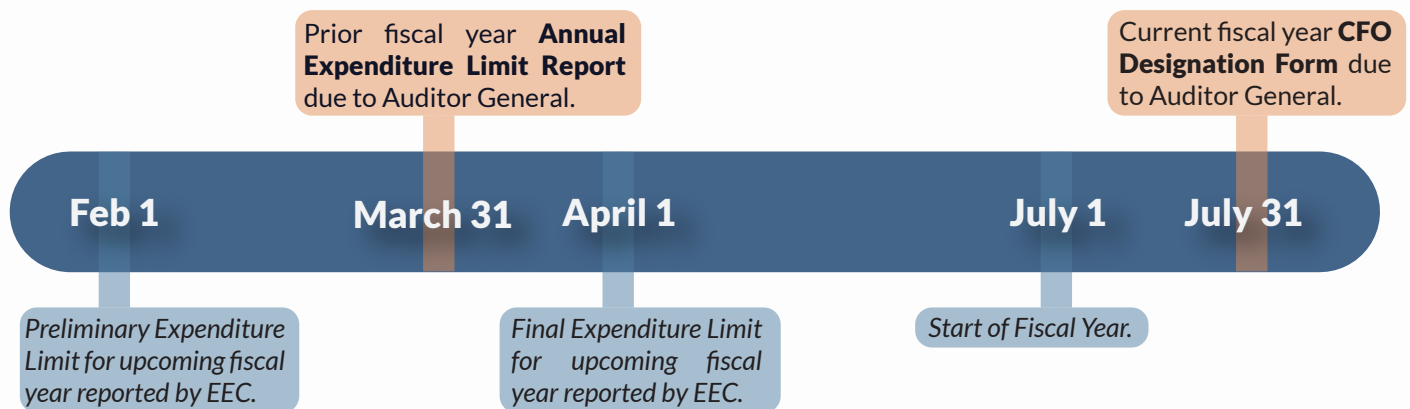 Prior fiscal year Annual
Expenditure Limit Report
due to Auditor General.
Current fiscal year CFO
Designation Form due
to Auditor General.
Feb 1
March 31
April 1
July 1
July 31
Preliminary Expenditure
Limit for upcoming fiscal
year reported by EEC.
Final Expenditure Limit
for upcoming fiscal
year reported by EEC.
Start of Fiscal Year.